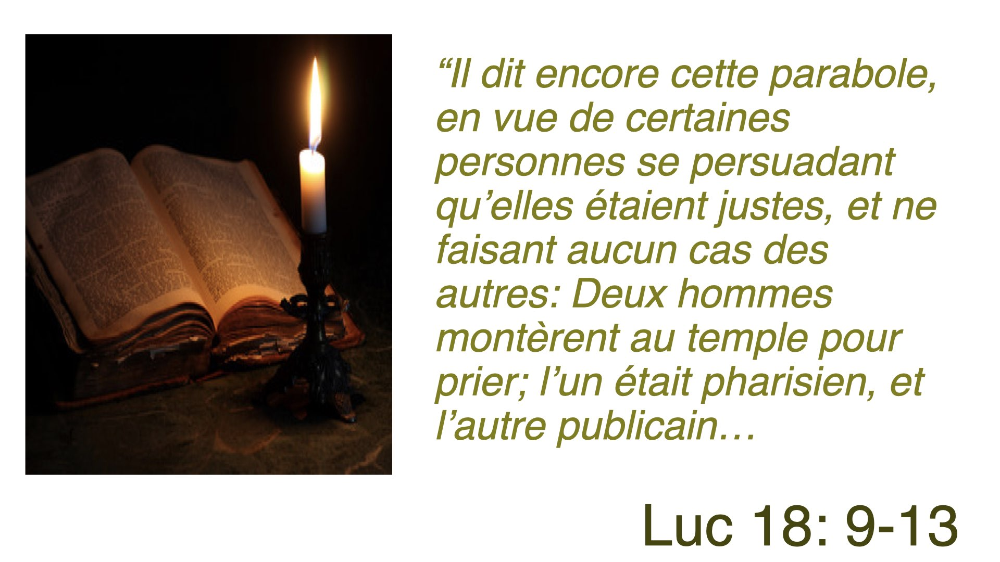 “Il dit encore cette parabole,
en vue de certaines
personnes se persuadant
qu’elles étaient justes, et ne
faisant aucun cas des
autres: Deux hommes
montèrent au temple pour
prier; l’un était pharisien, et
l’autre publicain…
Luc 18: 9-13